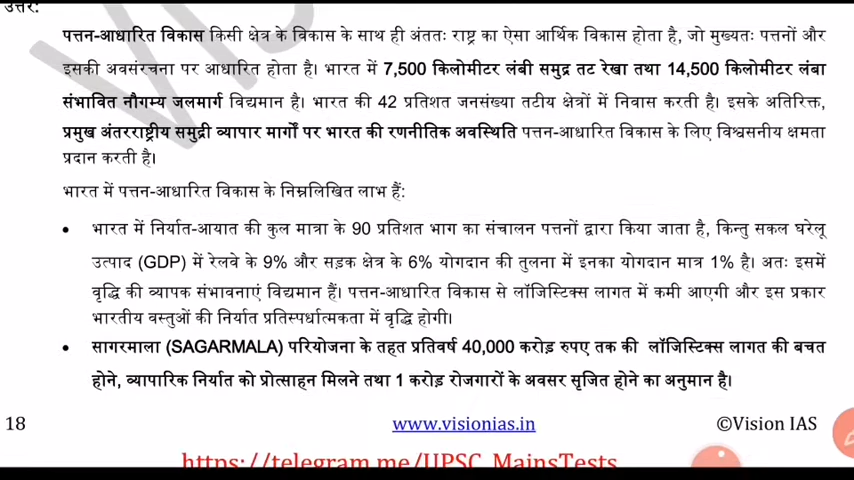 उत्तर:
पत्तन-आधारित विकास किसी क्षेत्र के विकास के साथ ही अंततः राष्ट्र का ऐसा आर्थिक विकास होता है, जो मुख्यतः पत्तनों और
इसकी अवसंरचना पर आधारित होता है। भारत में 7,500 किलोमीटर लंबी समुद्र तट रेखा तथा 14,500 किलोमीटर लंबा
संभावित नौगम्य जलमार्ग विद्यमान है। भारत की 42 प्रतिशत जनसंख्या तटीय क्षेत्रों में निवास करती है। इसके अतिरिक्त,
प्रमुख अंतरराष्ट्रीय समुद्री व्यापार मार्गों पर भारत की रणनीतिक अवस्थिति पत्तन-आधारित विकास के लिए विश्वसनीय क्षमता
प्रदान करती है।
भारत में पत्तन-आधारित विकास के निम्नलिखित लाभ हैं:
• भारत में निर्यात-आयात की कुल मात्रा के 90 प्रतिशत भाग का संचालन पत्तनों द्वारा किया जाता है, किन्तु सकल घरेलू
उत्पाद (GDP) में रेलवे के 9% और सड़क क्षेत्र के 6% योगदान की तुलना में इनका योगदान मात्र 1% है। अतः इसमें
वृद्धि की व्यापक संभावनाएं विद्यमान हैं। पत्तन-आधारित विकास से लॉजिस्टिक्स लागत में कमी आएगी और इस प्रकार
भारतीय वस्तुओं की निर्यात प्रतिस्पर्धात्मकता में वृद्धि होगी।
• सागरमाला (SAGARMALA) परियोजना के तहत प्रतिवर्ष 40,000 करोड़ रुपए तक की लॉजिस्टिक्स लागत की बचत
होने, व्यापारिक निर्यात को प्रोत्साहन मिलने तथा 1 करोड़ रोजगारों के अवसर सृजित होने का अनुमान है।
18 www.visionias.in ©Vision IAS
https://telegram.me/UPSC_MainsTests